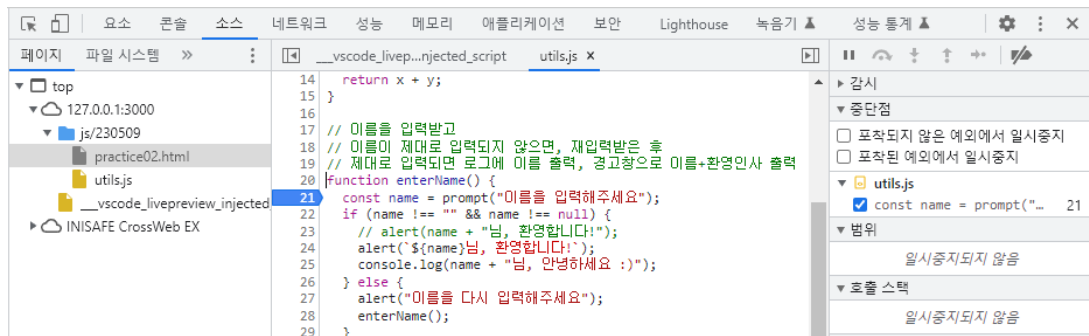 요소 콘솔 소스 네트워크 성능 메모리 애플리케이션 보안 Lighthouse 녹음기 성능 통계
페이지 파일 시스템 » __vscode_livep...njected_script utils.js ×
top
127.0.0.1:3000
js/230509
practice02.html
utils.js
__vscode_livepreview_injected
INISAFE CrossWeb EX
14 return x + y;
15 }
16
17 // 이름을 입력받고
18 // 이름이 제대로 입력되지 않으면, 재입력받은 후
19 // 제대로 입력되면 로그에 이름 출력, 경고창으로 이름+환영인사 출력
20 function enterName() {
21 const name = prompt("이름을 입력해주세요");
22 if (name !== "" && name !== null) {
23 // alert(name + "님, 환영합니다!");
24 alert(`${name}님, 환영합니다!`);
25 console.log(name + "님, 안녕하세요 :)");
26 } else {
27 alert("이름을 다시 입력해주세요");
28 enterName();
29 }
감시
중단점
포착되지 않은 예외에서 일시중지
포착된 예외에서 일시중지
utils.js
const name = prompt("… 21
범위
일시중지되지 않음
호출 스택
일시중지되지 않음